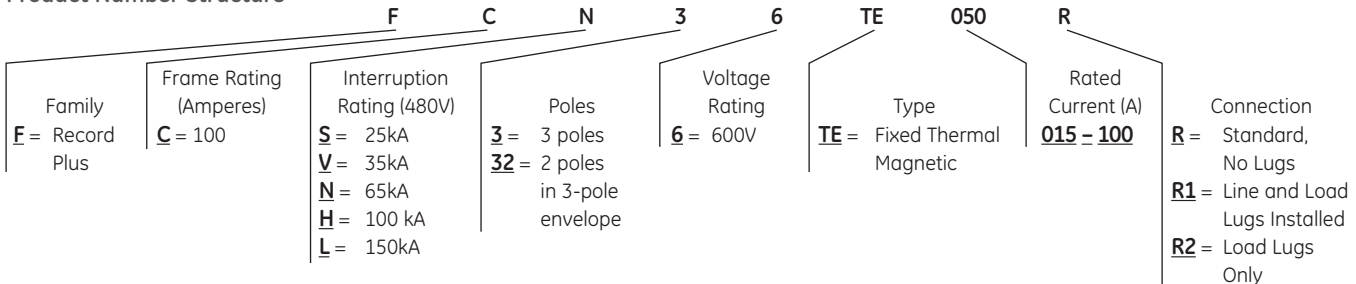 Product Number Structure
F C N 3 6 TE 050 R
Family
F = Record
Plus
Frame Rating
(Amperes)
C = 100
Interruption
Rating (480V)
S = 25kA
V = 35kA
N = 65kA
H = 100 kA
L = 150kA
Poles
3 = 3 poles
32 = 2 poles
in 3-pole
envelope
Voltage
Rating
6 = 600V
Type
TE = Fixed Thermal
Magnetic
Rated
Current (A)
015 – 100
Connection
R = Standard,
No Lugs
R1 = Line and Load
Lugs Installed
R2 = Load Lugs
Only